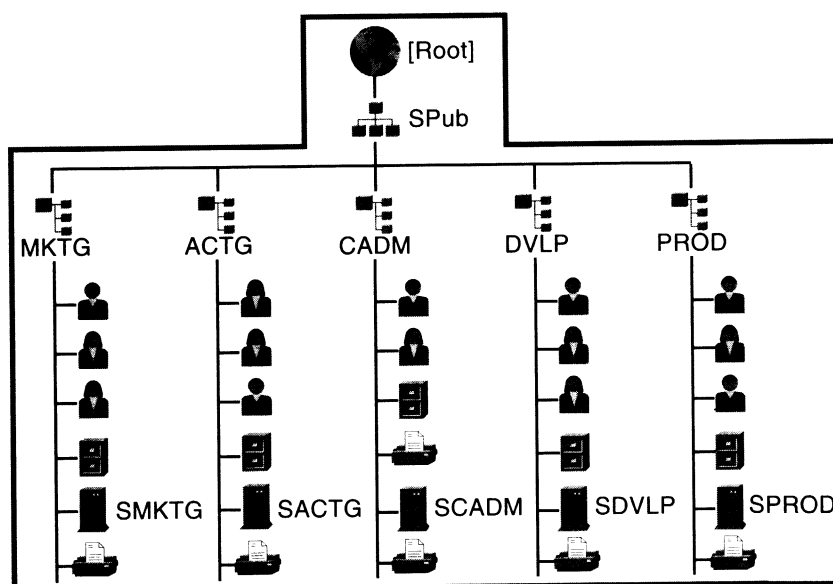 [Root]
SPub
MKTG ACTG CADM DVLP PROD
SMKTG SACTG SCADM SDVLP SPROD